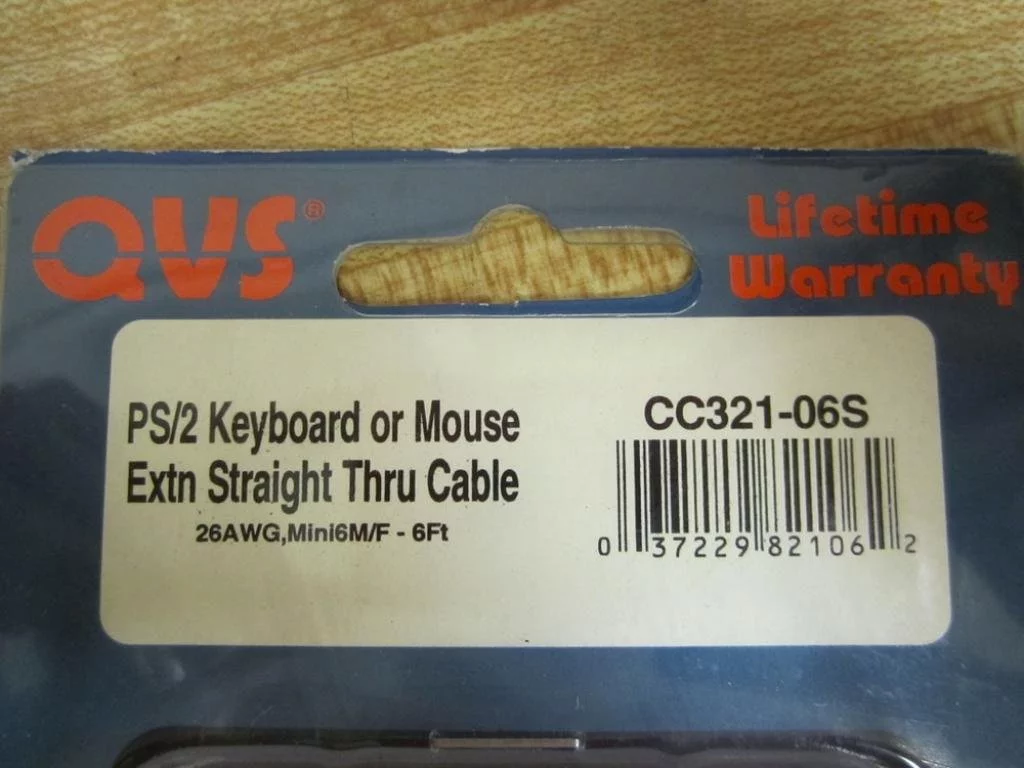 QVS®
Lifetime
Warranty
PS/2 Keyboard or Mouse
Extn Straight Thru Cable
26AWG,Mini6M/F - 6Ft
CC321-06S
0 37229 82106 2